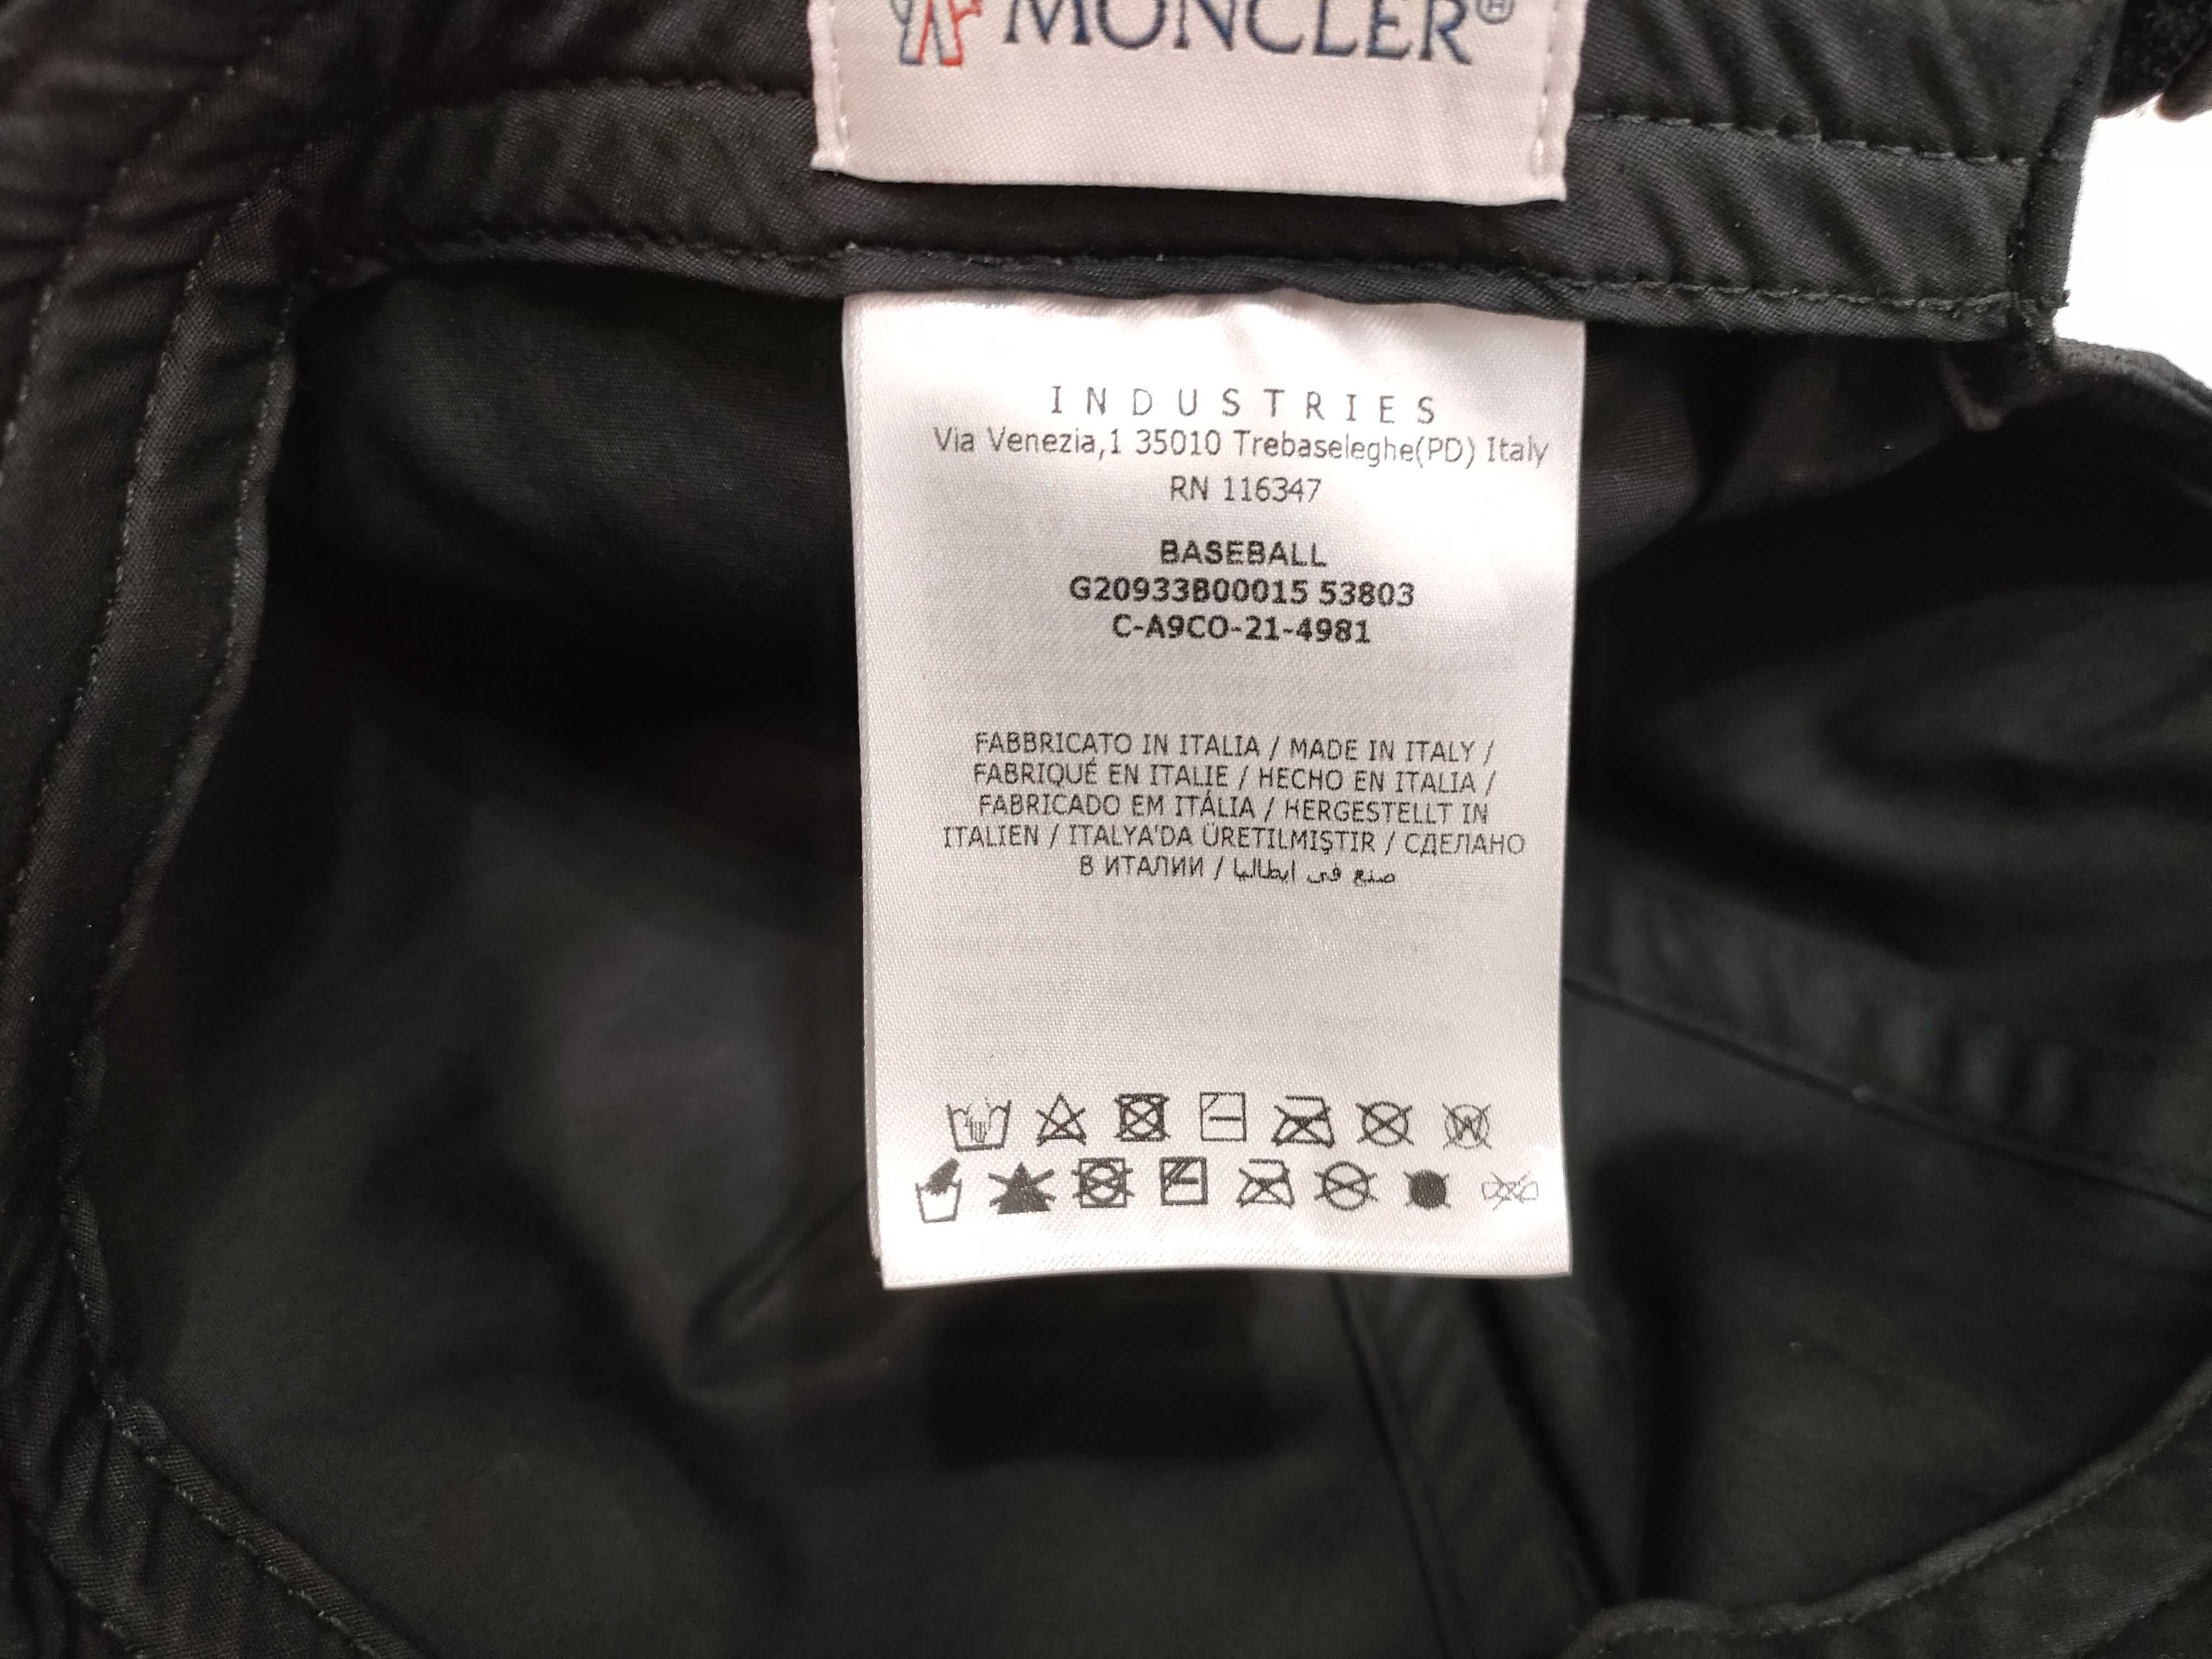 MONCLER®
INDUSTRIES
Via Venezia,1 35010 Trebaseleghe(PD) Italy
RN 116347
BASEBALL
G20933B00015 53803
C-A9CO-21-4981
FABBRICATO IN ITALIA / MADE IN ITALY /
FABRIQUÉ EN ITALIE / HECHO EN ITALIA /
FABRICADO EM ITÁLIA / HERGESTELLT IN
ITALIEN / ITALYA'DA ÜRETILMIŞTIR / СДЕЛАНО
В ИТАЛИИ / صنع في ايطاليا
W